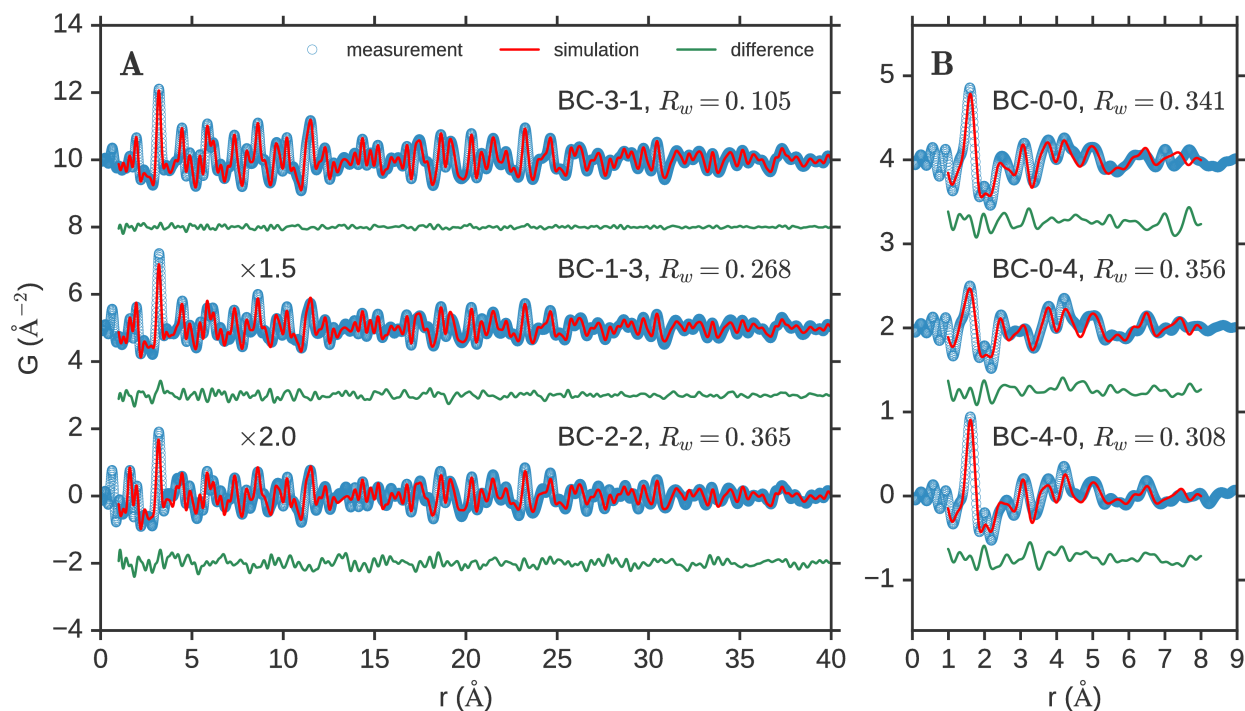 A
measurement simulation difference
BC-3-1, R_w = 0.105
×1.5
BC-1-3, R_w = 0.268
×2.0
BC-2-2, R_w = 0.365
14
12
10
8
6
4
2
0
−2
−4
G (Å⁻²)
0 5 10 15 20 25 30 35 40
r (Å)
B
BC-0-0, R_w = 0.341
BC-0-4, R_w = 0.356
BC-4-0, R_w = 0.308
5
4
3
2
1
0
−1
0 1 2 3 4 5 6 7 8 9
r (Å)